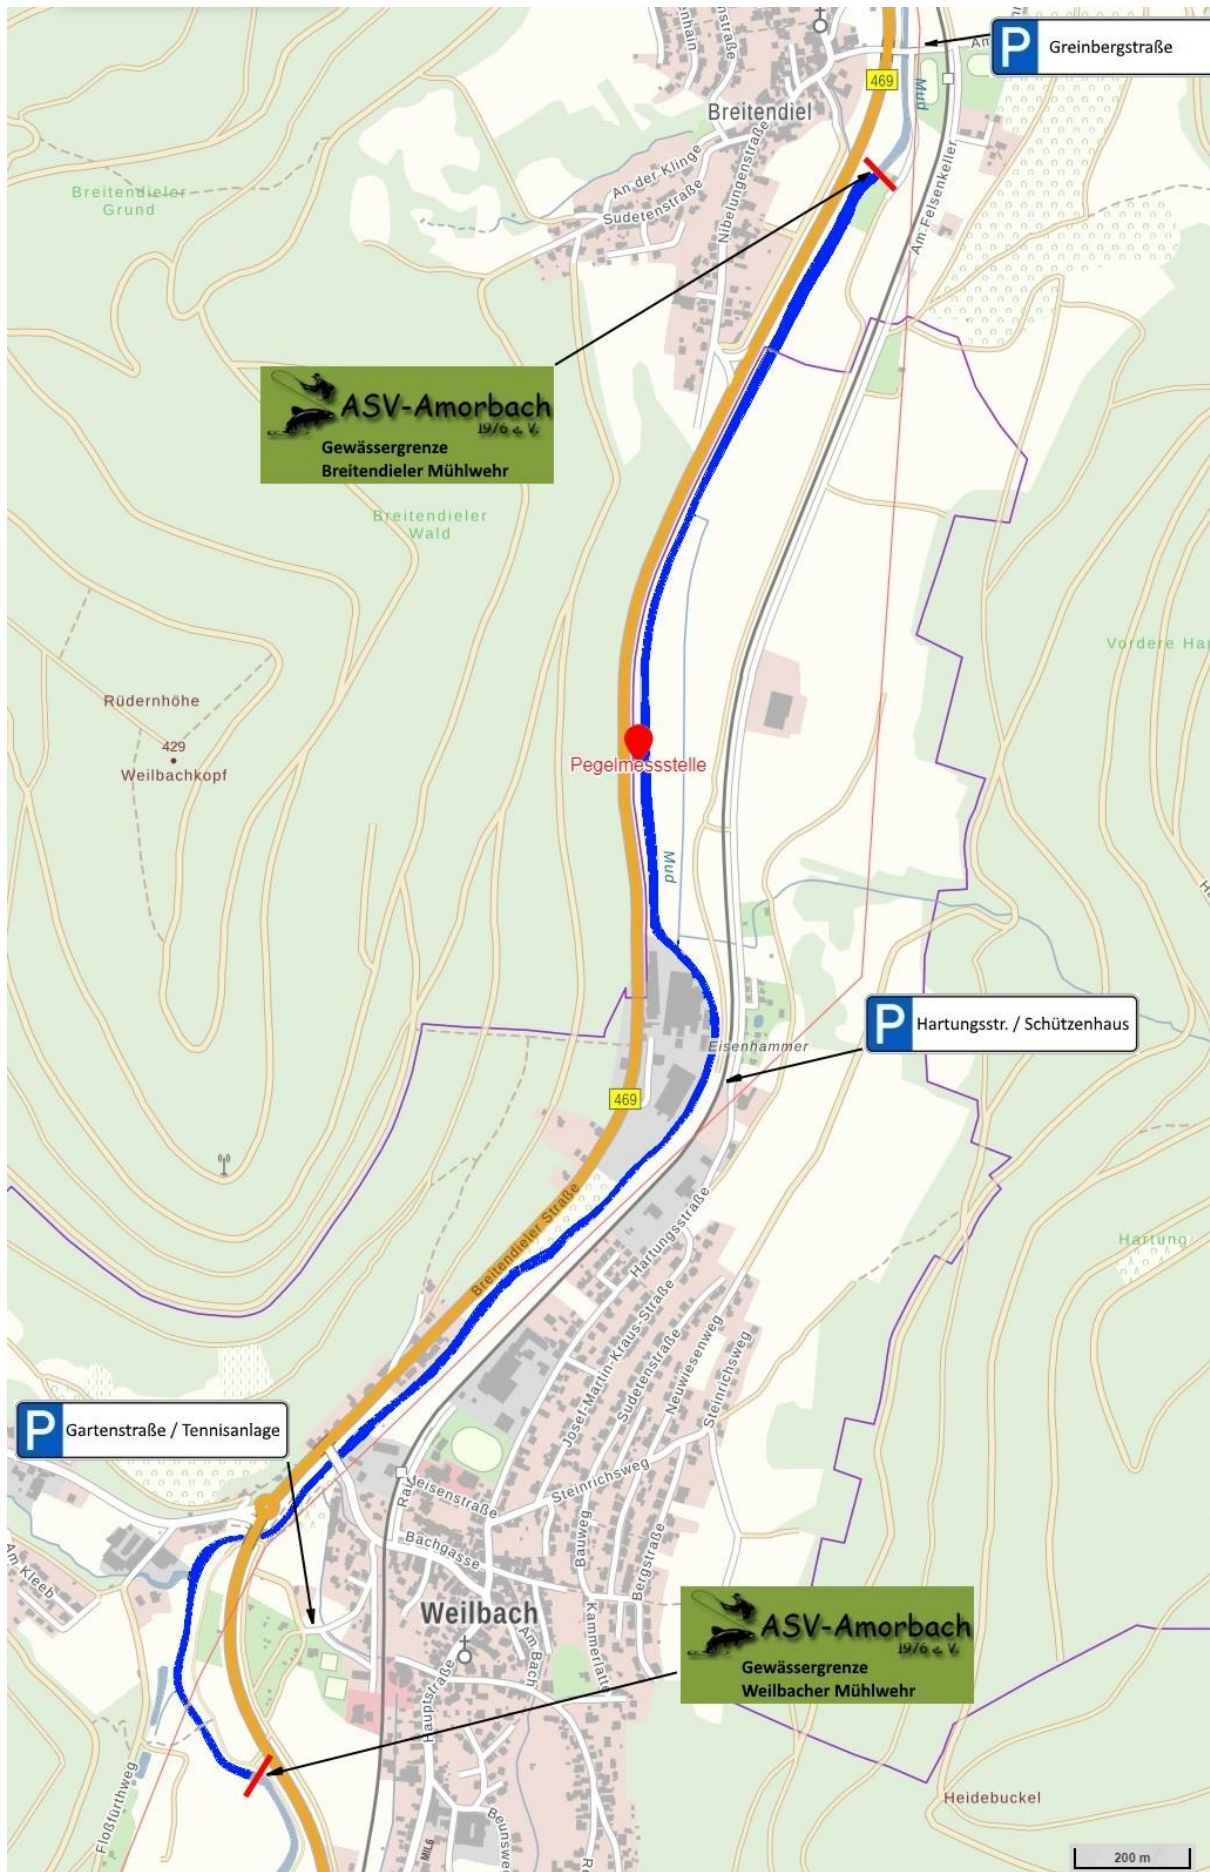 P Greinbergstraße
469
Mud
Breitendiel
An der Klinge
Sudetenstraße
Nibelungenstraße
Am Felsenkeller
Breitendieler
Grund
ASV-Amorbach
1976 e. V.
Gewässergrenze
Breitendieler Mühlwehr
Breitendieler
Wald
Rüdernhöhe
429
Weilbachkopf
Pegelmessstelle
Mud
P Hartungsstr. / Schützenhaus
Eisenhammer
469
Breitendieler Straße
Hartungsstraße
Hartung
Josef-Martin-Kraus-Straße
Sudetenstraße
Neuwiesenweg
Steinrichsweg
P Gartenstraße / Tennisanlage
Steinrichsweg
Bachgasse
Bauweg
Bergstraße
Am Kleeb
Weilbach
Am Bach
Kammerlatte
Hauptstraße
ASV-Amorbach
1976 e. V.
Gewässergrenze
Weilbacher Mühlwehr
Floßfürthweg
MIL6
Heidebuckel
200 m